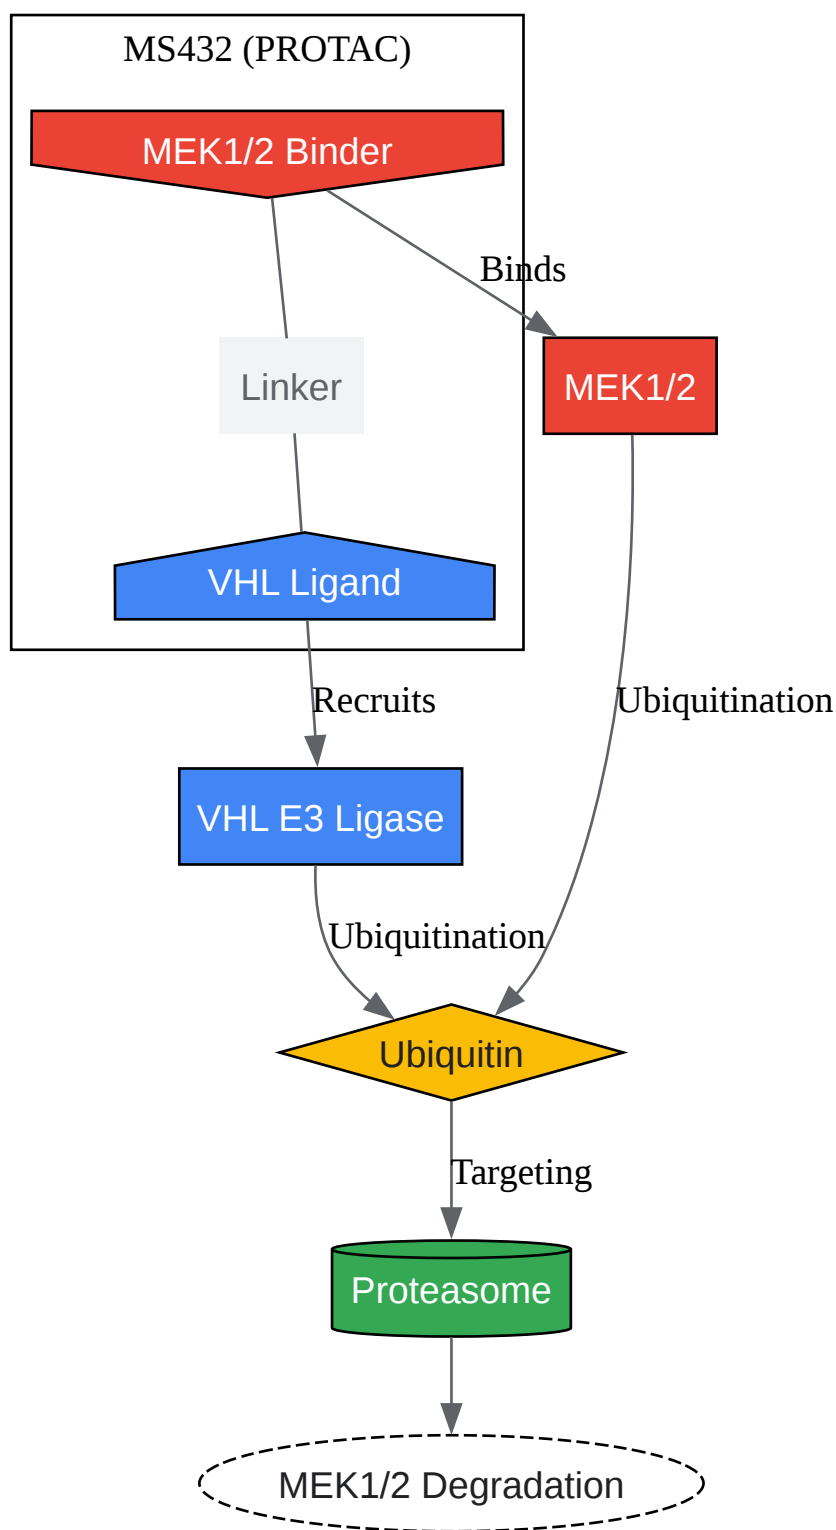 MS432 (PROTAC)
MEK1/2 Binder
Binds
Linker
MEK1/2
VHL Ligand
Recruits
Ubiquitination
VHL E3 Ligase
Ubiquitination
Ubiquitin
Targeting
Proteasome
MEK1/2 Degradation